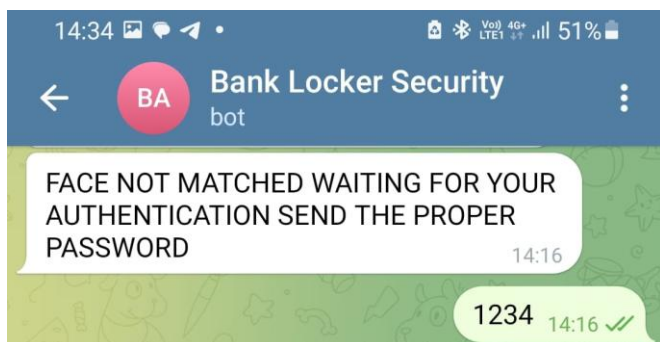 14:34 Vo)) 4G+ LTE1 51%
BA
Bank Locker Security
bot
FACE NOT MATCHED WAITING FOR YOUR
AUTHENTICATION SEND THE PROPER
PASSWORD
14:16
1234 14:16